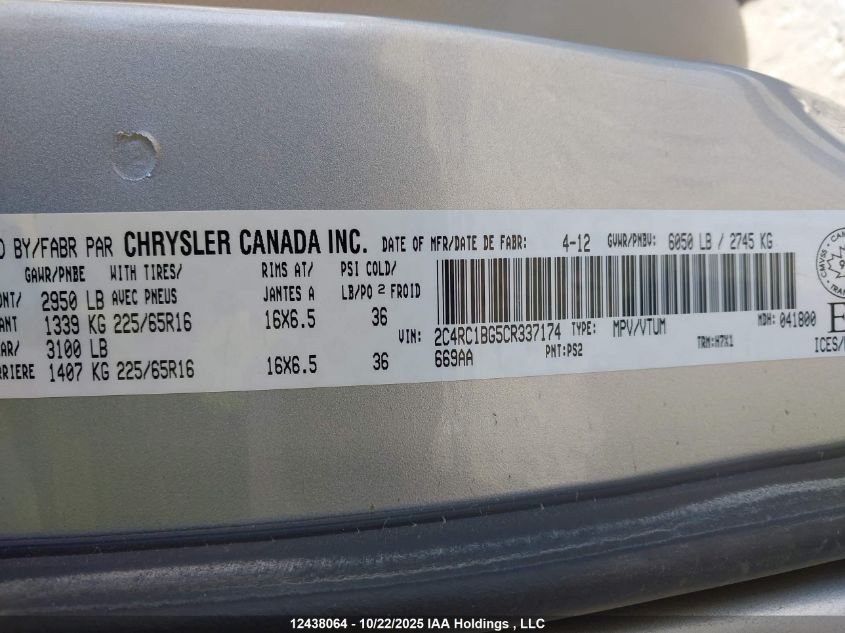 D BY/FABR PAR CHRYSLER CANADA INC. DATE OF MFR/DATE DE FABR: 4-12 GVWR/PNBV: 6050 LB / 2745 KG
GAWR/PNBE WITH TIRES/ RIMS AT/ PSI COLD/
ONT/ 2950 LB AVEC PNEUS JANTES A LB/PO 2 FROID
ANT 1339 KG 225/65R16 16X6.5 36
VIN: 2C4RC1BG5CR337174 TYPE: MPV/VTUM MDH: 041800
AR/ 3100 LB 669AA PNT:PS2 TRM:H7X1 ICES/
RRIERE 1407 KG 225/65R16 16X6.5 36
CMVSS
12438064 - 10/22/2025 IAA Holdings , LLC